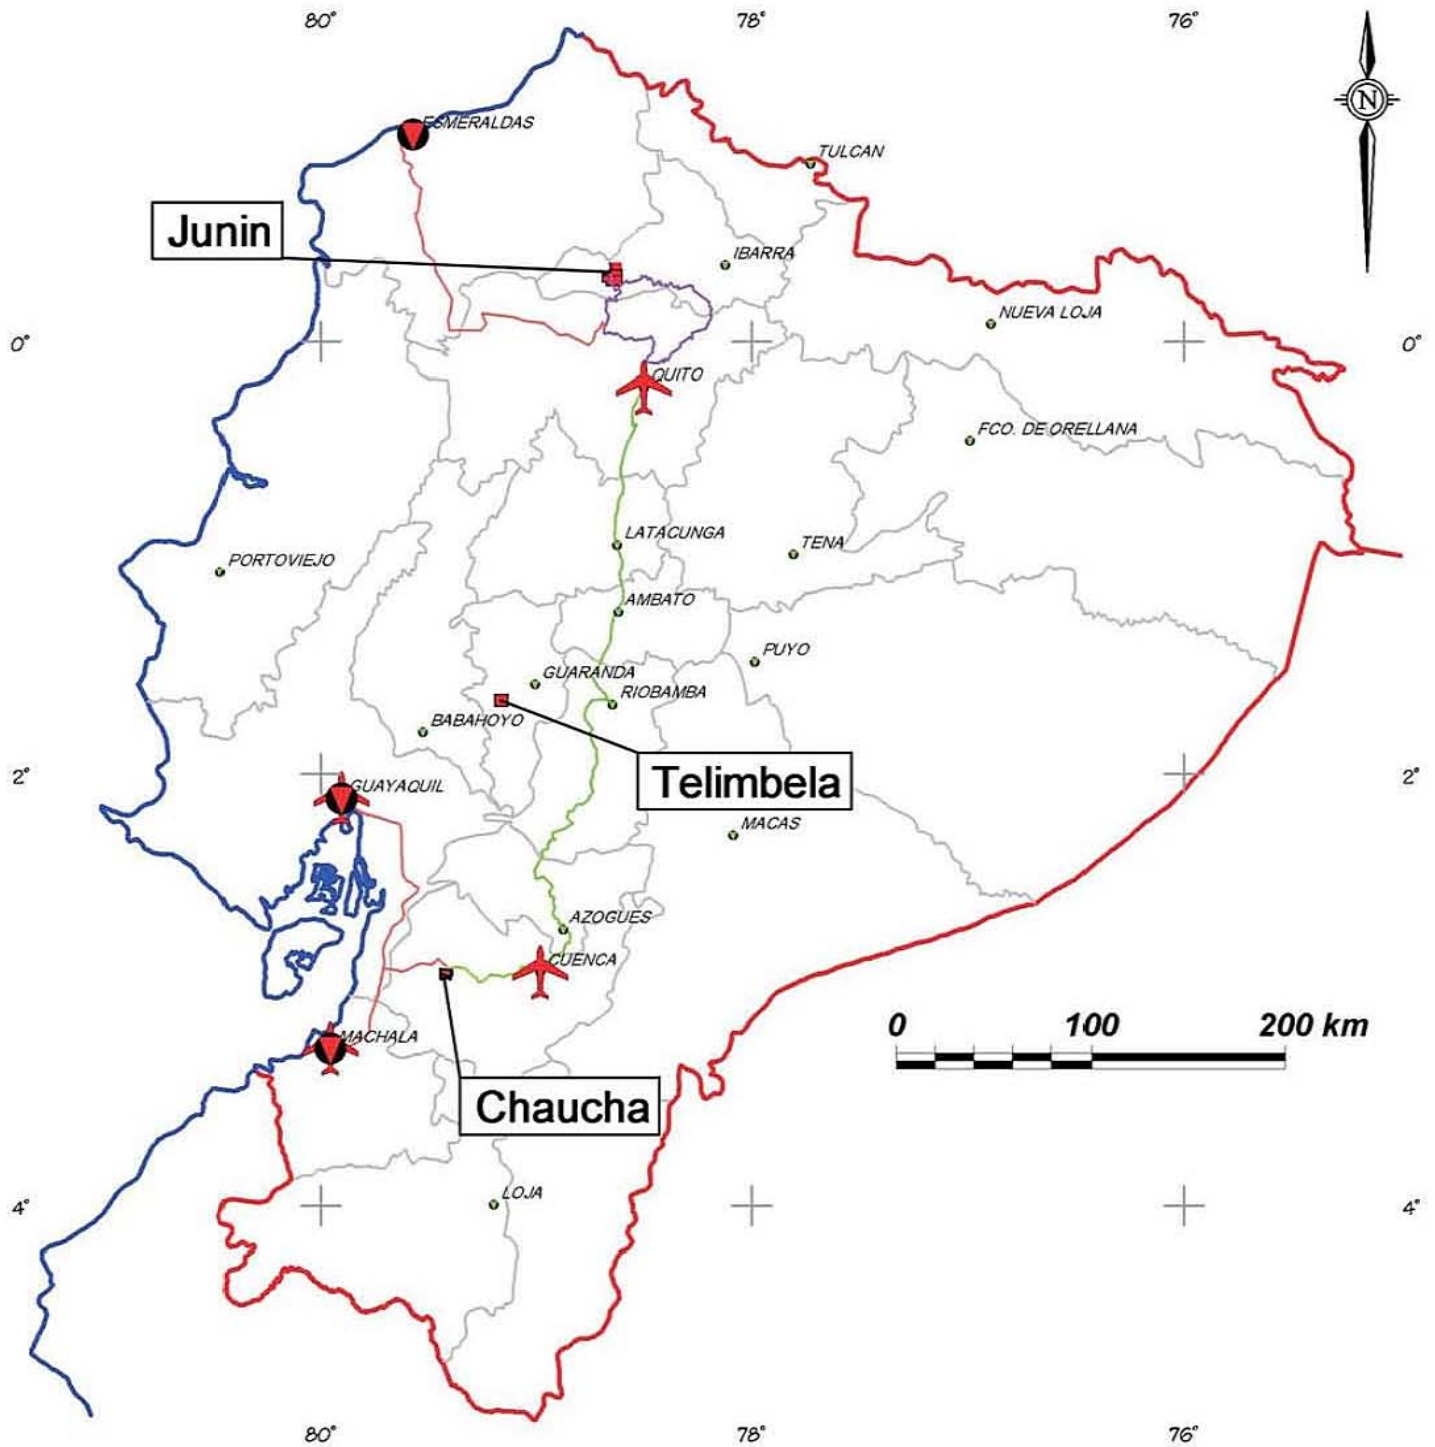 80°
78°
76°
N
ESMERALDAS
TULCAN
Junin
IBARRA
NUEVA LOJA
0°
0°
QUITO
FCO. DE ORELLANA
LATACUNGA
TENA
PORTOVIEJO
AMBATO
PUYO
GUARANDA
RIOBAMBA
BABAHOYO
2°
Telimbela
2°
GUAYAQUIL
MACAS
AZOGUES
CUENCA
0 100 200 km
MACHALA
Chaucha
4°
LOJA
4°
80°
78°
76°